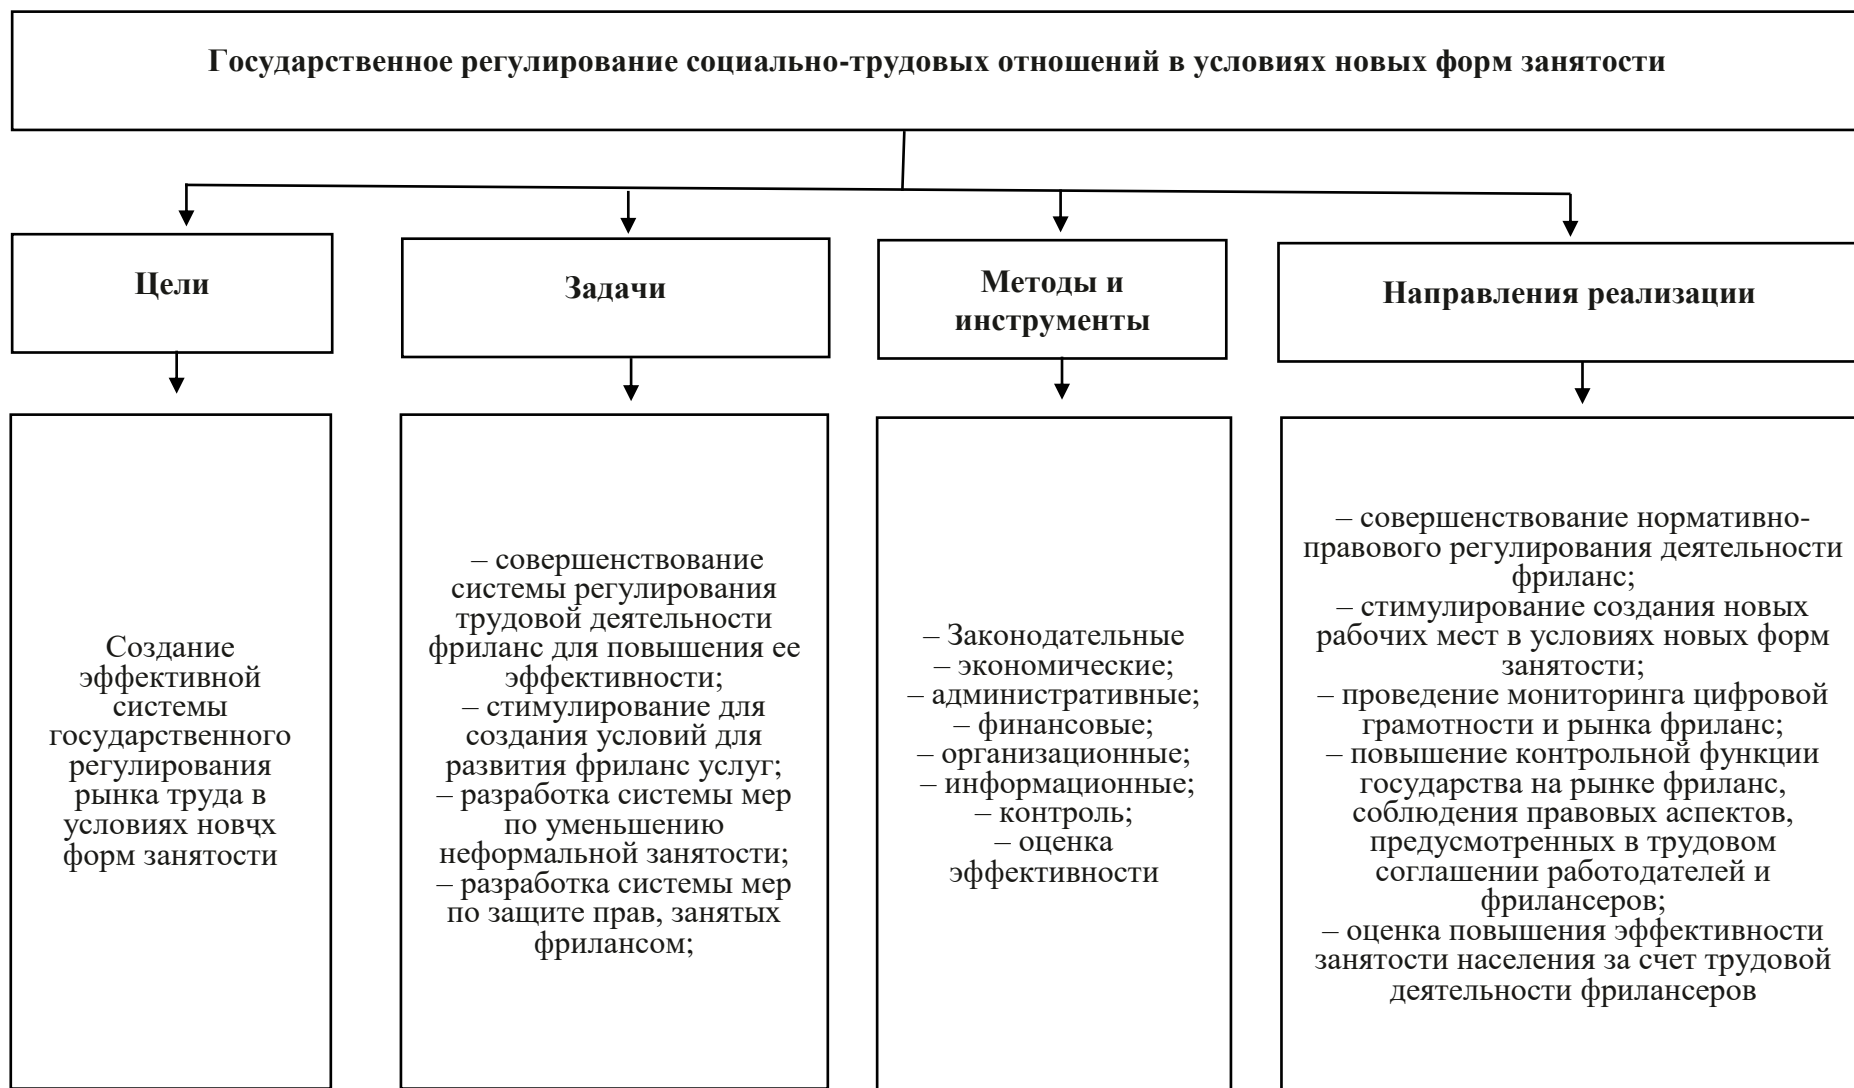 Государственное регулирование социально-трудовых отношений в условиях новых форм занятости
Цели
Задачи
Методы и
инструменты
Направления реализации
Создание
эффективной
системы
государственного
регулирования
рынка труда в
условиях новҷх
форм занятости
– совершенствование
системы регулирования
трудовой деятельности
фриланс для повышения ее
эффективности;
– стимулирование для
создания условий для
развития фриланс услуг;
– разработка системы мер
по уменьшению
неформальной занятости;
– разработка системы мер
по защите прав, занятых
фрилансом;
– Законодательные
– экономические;
– административные;
– финансовые;
– организационные;
– информационные;
– контроль;
– оценка
эффективности
– совершенствование нормативно-
правового регулирования деятельности
фриланс;
– стимулирование создания новых
рабочих мест в условиях новых форм
занятости;
– проведение мониторинга цифровой
грамотности и рынка фриланс;
– повышение контрольной функции
государства на рынке фриланс,
соблюдения правовых аспектов,
предусмотренных в трудовом
соглашении работодателей и
фрилансеров;
– оценка повышения эффективности
занятости населения за счет трудовой
деятельности фрилансеров